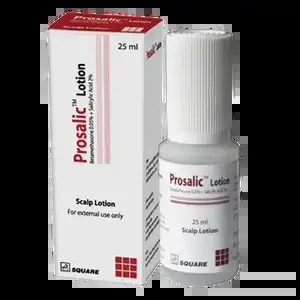 25 ml
Prosalic™ Lotion
Betamethasone 0.05% + Salicylic Acid 2%
Scalp Lotion
For external use only
SQUARE
Prosalic™ Lotion
25 ml
Scalp Lotion
SQUARE